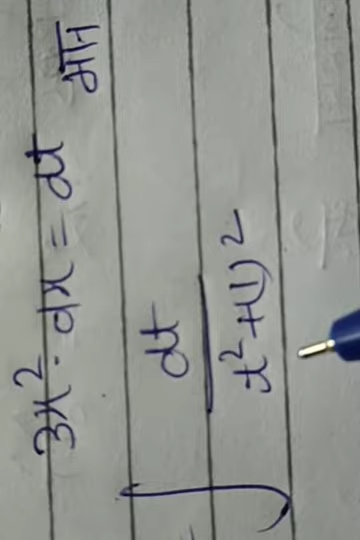 3x²·dx = dt मान
∫ dt / t²+(1)²